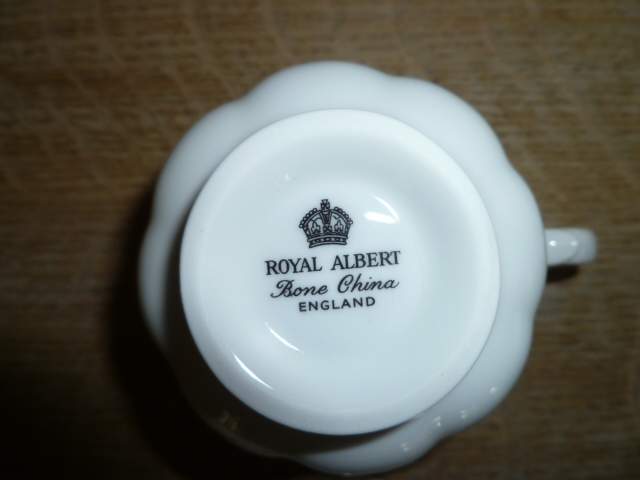 ROYAL ALBERT
Bone China
ENGLAND